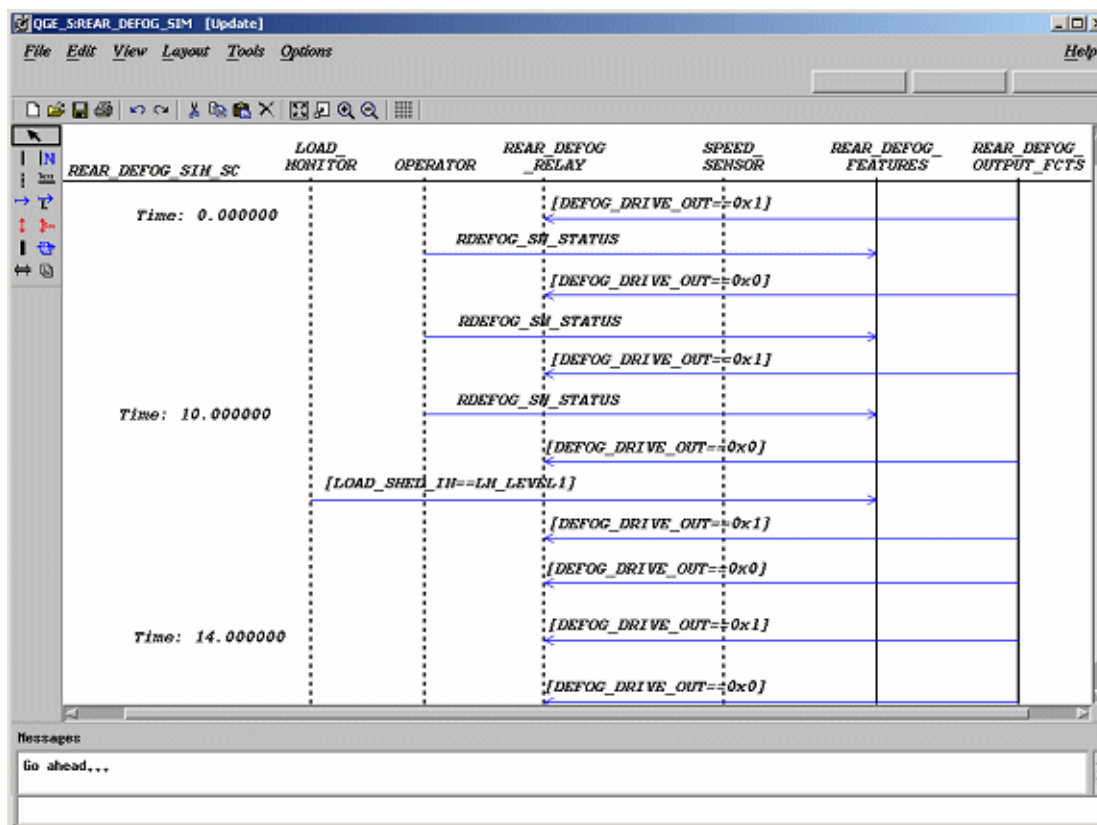 QGE_S:REAR_DEFOG_SIM [Update]
File Edit View Layout Tools Options Help
REAR_DEFOG_SIM_SC
LOAD_
MONITOR
OPERATOR
REAR_DEFOG
_RELAY
SPEED_
SENSOR
REAR_DEFOG_
FEATURES
REAR_DEFOG_
OUTPUT_FCTS
[DEFOG_DRIVE_OUT==0x1]
Time: 0.000000
RDEFOG_SW_STATUS
[DEFOG_DRIVE_OUT==0x0]
RDEFOG_SW_STATUS
[DEFOG_DRIVE_OUT==0x1]
RDEFOG_SW_STATUS
Time: 10.000000
[DEFOG_DRIVE_OUT==0x0]
[LOAD_SHED_IN==LM_LEVEL1]
[DEFOG_DRIVE_OUT==0x1]
[DEFOG_DRIVE_OUT==0x0]
[DEFOG_DRIVE_OUT==0x1]
Time: 14.000000
[DEFOG_DRIVE_OUT==0x0]
Messages
Go ahead...